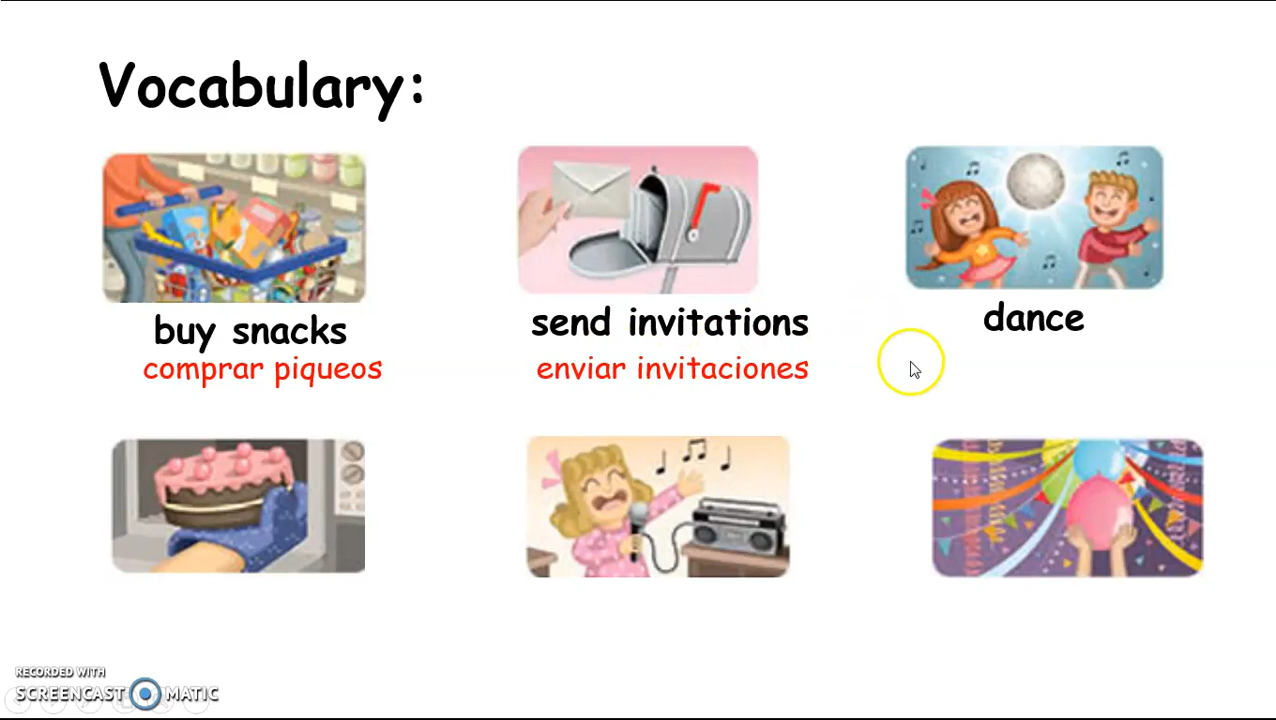 Vocabulary:
buy snacks
comprar piqueos
send invitations
enviar invitaciones
dance
RECORDED WITH
SCREENCAST MATIC